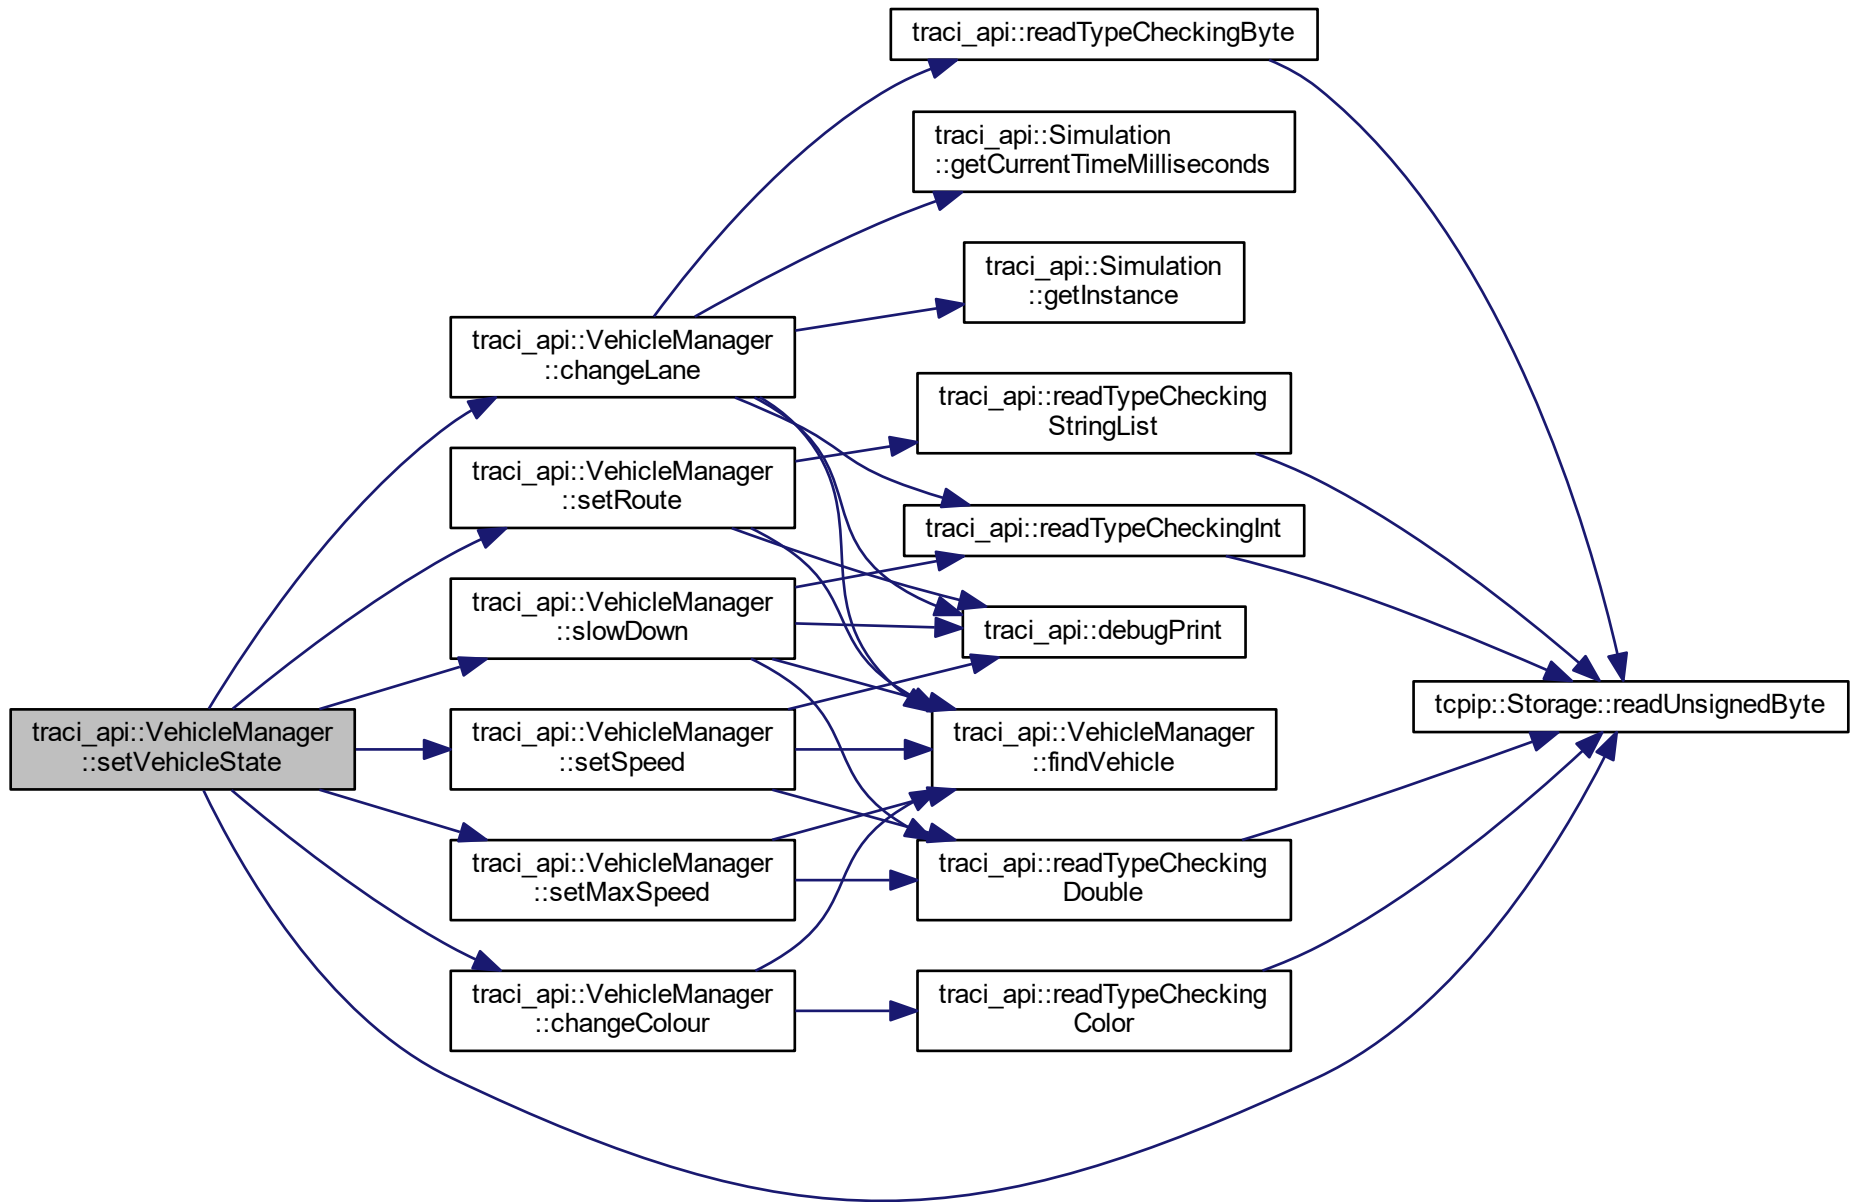 traci_api::VehicleManager
::setVehicleState
traci_api::VehicleManager
::changeLane
traci_api::VehicleManager
::setRoute
traci_api::VehicleManager
::slowDown
traci_api::VehicleManager
::setSpeed
traci_api::VehicleManager
::setMaxSpeed
traci_api::VehicleManager
::changeColour
traci_api::readTypeCheckingByte
traci_api::Simulation
::getCurrentTimeMilliseconds
traci_api::Simulation
::getInstance
traci_api::readTypeChecking
StringList
traci_api::readTypeCheckingInt
traci_api::debugPrint
traci_api::VehicleManager
::findVehicle
traci_api::readTypeChecking
Double
traci_api::readTypeChecking
Color
tcpip::Storage::readUnsignedByte